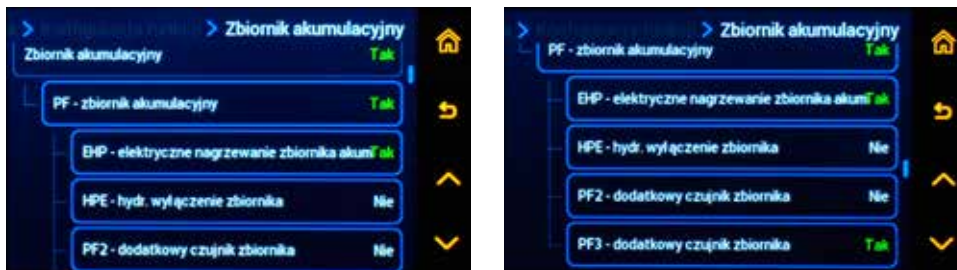 > Zbiornik akumulacyjny
Zbiornik akumulacyjny Tak
PF - zbiornik akumulacyjny Tak
EHP - elektryczne nagrzewanie zbiornika akum Tak
HPE - hydr. wyłączenie zbiornika Nie
PF2 - dodatkowy czujnik zbiornika Nie
> Zbiornik akumulacyjny
PF - zbiornik akumulacyjny Tak
EHP - elektryczne nagrzewanie zbiornika akum Tak
HPE - hydr. wyłączenie zbiornika Nie
PF2 - dodatkowy czujnik zbiornika Nie
PF3 - dodatkowy czujnik zbiornika Tak